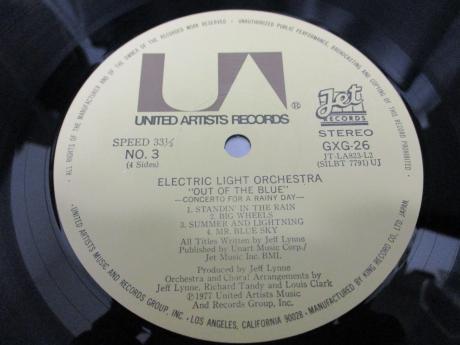 · ALL RIGHTS OF THE MANUFACTURER AND OF THE OWNER OF THE RECORDED WORK RESERVED · UNAUTHORIZED PUBLIC PERFORMANCE, BROADCASTING AND COPYING OF THIS RECORD PROHIBITED.
UA®
UNITED ARTISTS RECORDS
Jet
RECORDS
SPEED 33⅓
NO. 3
(4 Sides)
STEREO
GXG-26
JT-LA823-L2
(SILBT 7791) UJ
ELECTRIC LIGHT ORCHESTRA
"OUT OF THE BLUE"
—CONCERTO FOR A RAINY DAY—
1. STANDIN' IN THE RAIN
2. BIG WHEELS
3. SUMMER AND LIGHTNING
4. MR. BLUE SKY
All Titles Written by Jeff Lynne
Published by Unart Music Corp./
Jet Music Inc. BMI.
Produced by Jeff Lynne
Orchestra and Choral Arrangements by
Jeff Lynne, Richard Tandy and Louis Clark
℗ 1977 United Artists Music
And Records Group, Inc.
UNITED ARTISTS MUSIC AND RECORDS GROUP, INC. · LOS ANGELES, CALIFORNIA 90028 · MANUFACTURED BY KING RECORD CO., LTD. JAPAN.